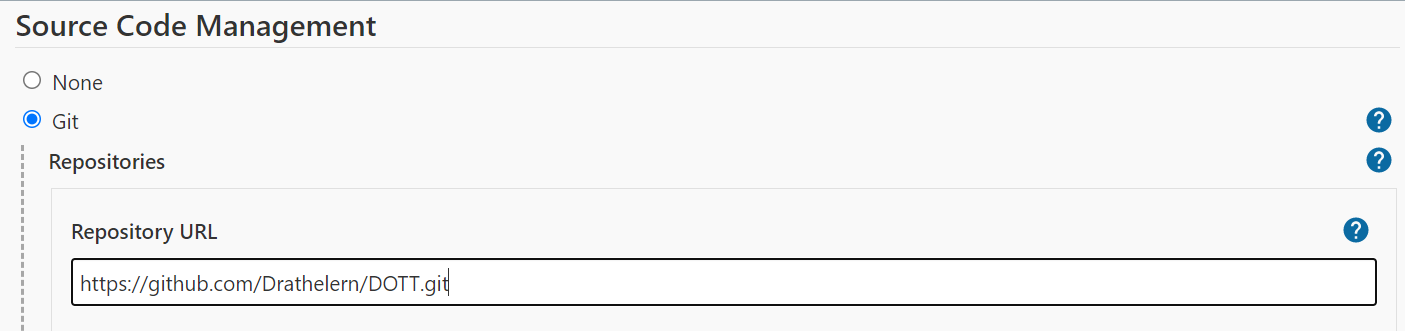 Source Code Management
None
Git
?
Repositories
?
Repository URL
?
https://github.com/Drathelern/DOTT.git